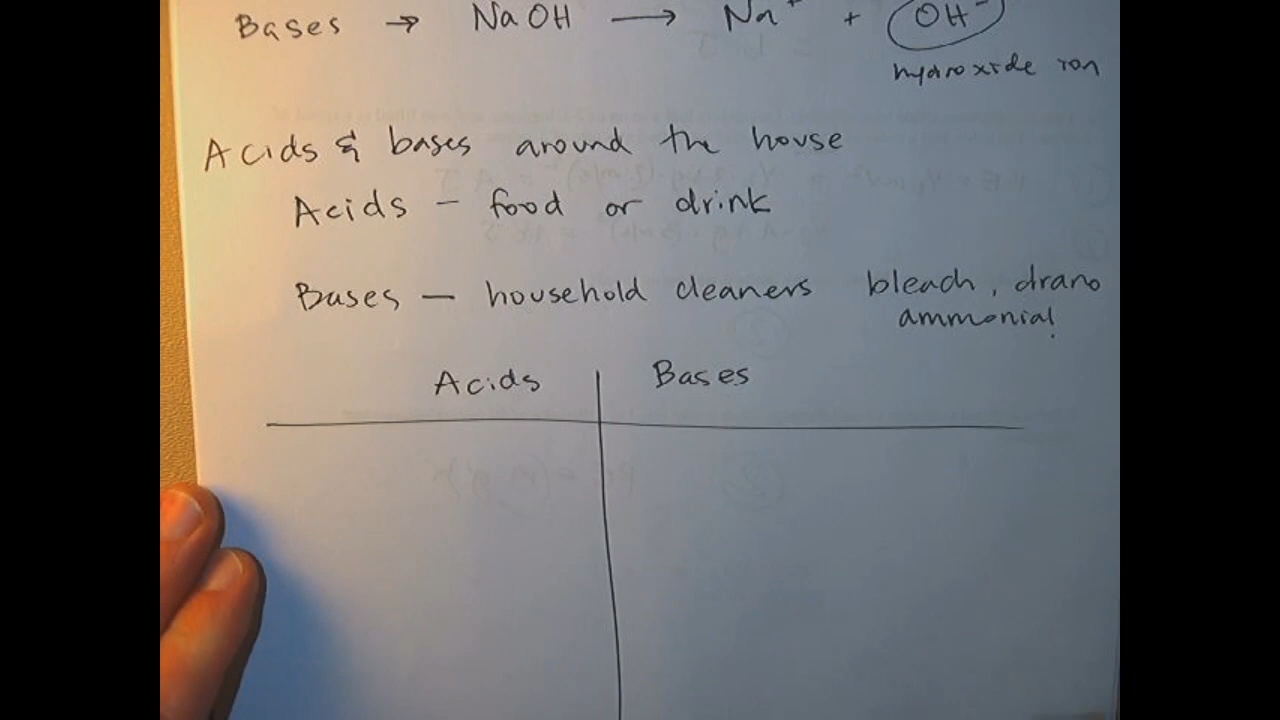 Bases → NaOH ⟶ Na⁺ + OH⁻
hydroxide ion
Acids & bases around the house
Acids – food or drink
Bases — household cleaners bleach, drano
ammonia!
Acids Bases